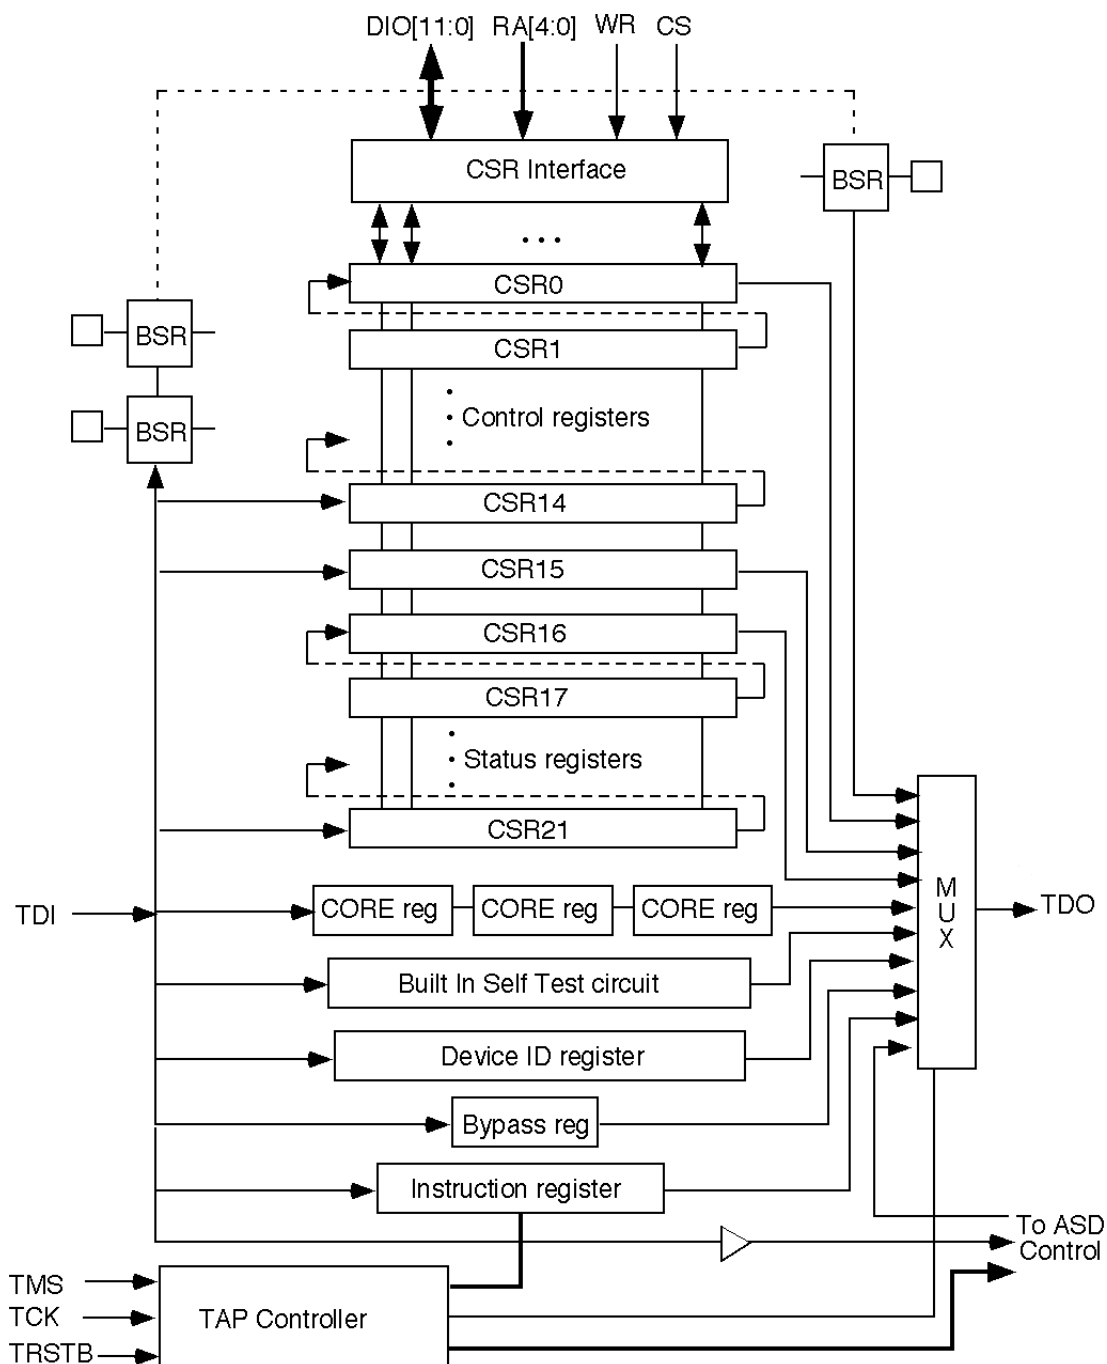 DIO[11:0] RA[4:0] WR CS
CSR Interface
BSR
...
CSR0
BSR
CSR1
Control registers
BSR
CSR14
CSR15
CSR16
CSR17
Status registers
CSR21
MUX
TDI
CORE reg CORE reg CORE reg
TDO
Built In Self Test circuit
Device ID register
Bypass reg
Instruction register
To ASD
Control
TMS
TCK
TAP Controller
TRSTB